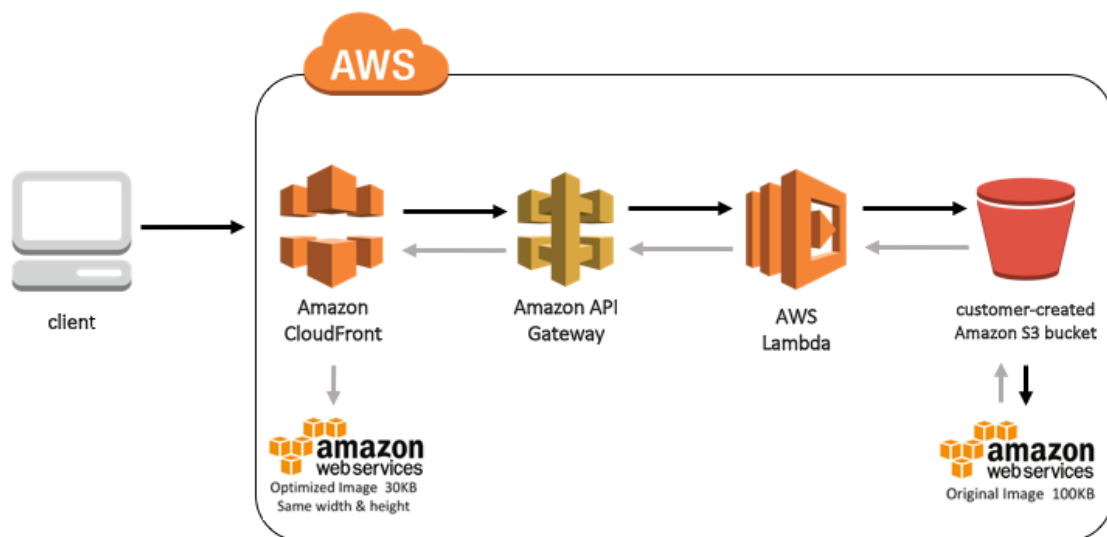 AWS
client
Amazon
CloudFront
Amazon API
Gateway
AWS
Lambda
customer-created
Amazon S3 bucket
amazon
webservices
Optimized Image 30KB
Same width & height
amazon
webservices
Original Image 100KB